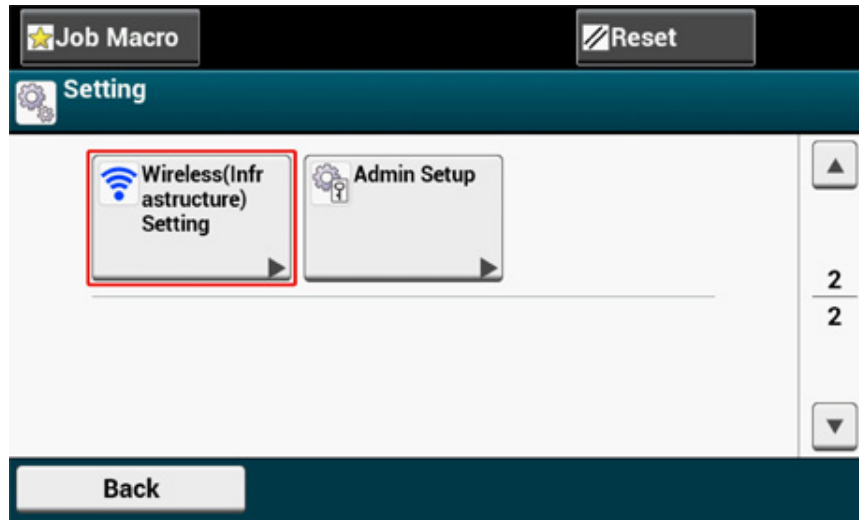 Job Macro
Reset
Setting
Wireless(Infr
astructure)
Setting
Admin Setup
2
2
Back